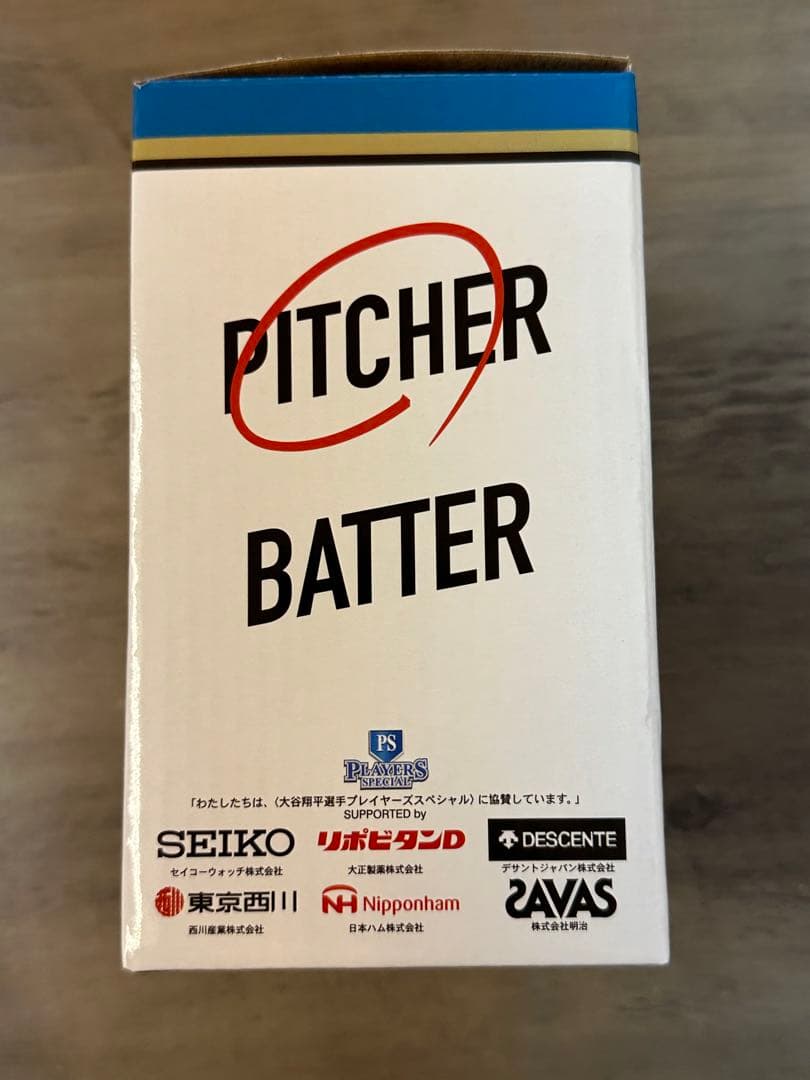 PITCHER
BATTER
PS
PLAYERS
SPECIAL
「わたしたちは、〈大谷翔平選手プレイヤーズスペシャル〉に協賛しています。」
SUPPORTED by
SEIKO リポビタンD DESCENTE
セイコーウォッチ株式会社 大正製薬株式会社 デサントジャパン株式会社
西川 東京西川 NH Nipponham SAVAS
西川産業株式会社 日本ハム株式会社 株式会社明治